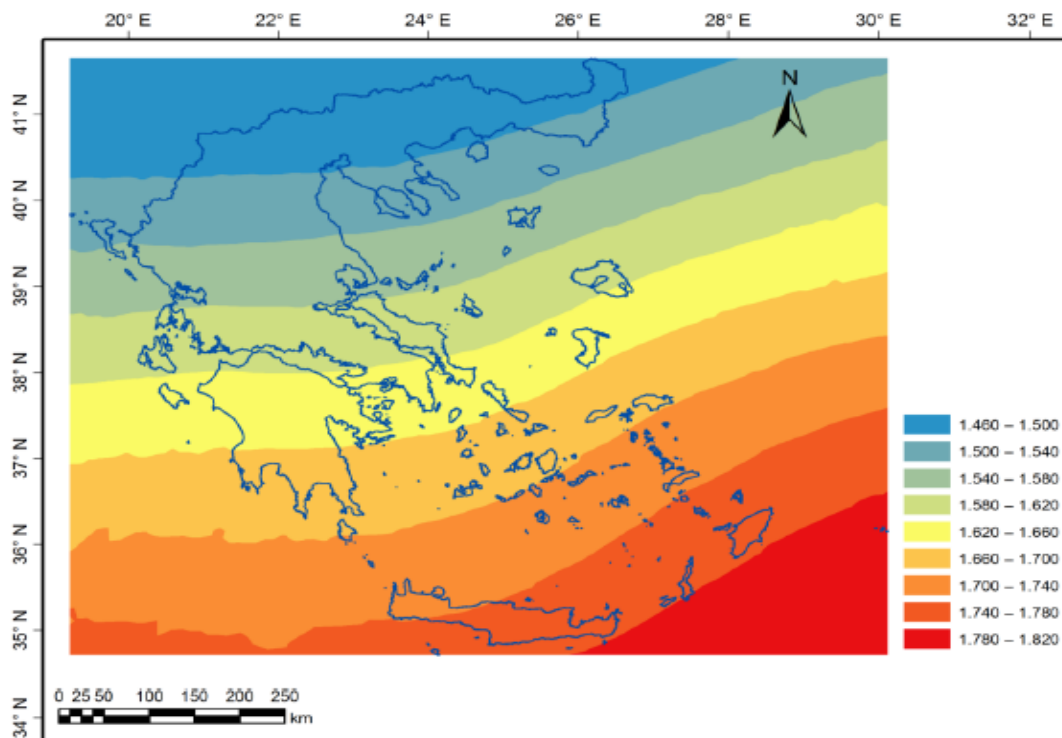 20° E 22° E 24° E 26° E 28° E 30° E 32° E
N
41° N
40° N
39° N
38° N
37° N
36° N
35° N
34° N
1.460 – 1.500
1.500 – 1.540
1.540 – 1.580
1.580 – 1.620
1.620 – 1.660
1.660 – 1.700
1.700 – 1.740
1.740 – 1.780
1.780 – 1.820
0 25 50 100 150 200 250
km